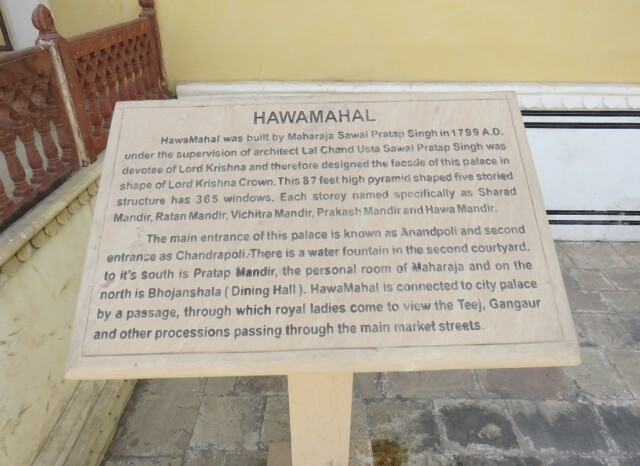 HAWAMAHAL
HawaMahal was built by Maharaja Sawai Pratap Singh in 1799 A.D.
under the supervision of architect Lal Chand Usta Sawai Pratap Singh was
devotee of Lord Krishna and therefore designed the facade of this palace in
shape of Lord Krishna Crown. This 87 feet high pyramid shaped five storied
structure has 365 windows. Each storey named specifically as Sharad
Mandir, Ratan Mandir, Vichitra Mandir, Prakash Mandir and Hawa Mandir.
The main entrance of this palace is known as Anandpoli and second
entrance as Chandrapoli. There is a water fountain in the second courtyard.
to it's south is Pratap Mandir, the personal room of Maharaja and on the
north is Bhojanshala ( Dining Hall ). HawaMahal is connected to city palace
by a passage, through which royal ladies come to view the Teej, Gangaur
and other processions passing through the main market streets.